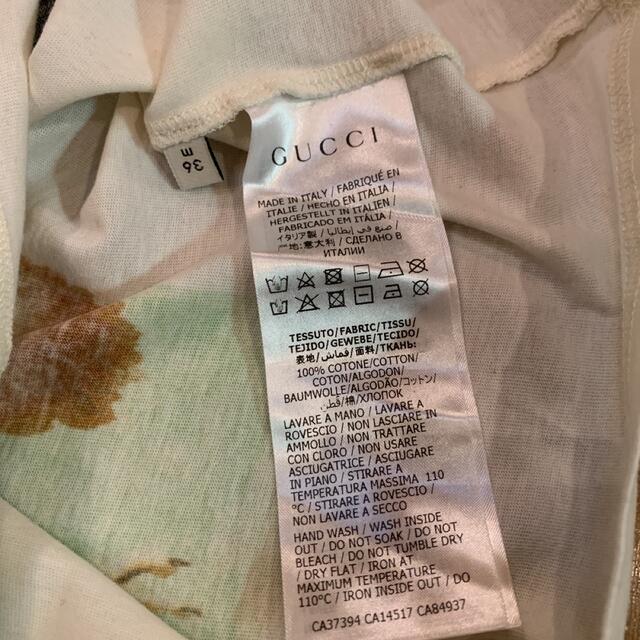 GUCCI
36
M
MADE IN ITALY / FABRIQUÉ EN
ITALIE / HECHO EN ITALIA /
HERGESTELLT IN ITALIEN /
FABRICADO EM ITÁLIA /
イタリア製 / صنع في إيطاليا /
产地:意大利 / СДЕЛАНО В
ИТАЛИИ
TESSUTO/FABRIC/TISSU/
TEJIDO/GEWEBE/TECIDO/
表地/قماش/面料/ТКАНЬ:
100% COTONE/COTTON/
COTON/ALGODON/
BAUMWOLLE/ALGODÃO/コットン/
قطن/棉/ХЛОПОК
LAVARE A MANO / LAVARE A
ROVESCIO / NON LASCIARE IN
AMMOLLO / NON TRATTARE
CON CLORO / NON USARE
ASCIUGATRICE / ASCIUGARE
IN PIANO / STIRARE A
TEMPERATURA MASSIMA 110
°C / STIRARE A ROVESCIO /
NON LAVARE A SECCO
HAND WASH / WASH INSIDE
OUT / DO NOT SOAK / DO NOT
BLEACH / DO NOT TUMBLE DRY
/ DRY FLAT / IRON AT
MAXIMUM TEMPERATURE
110°C / IRON INSIDE OUT / DO
CA37394 CA14517 CA84937